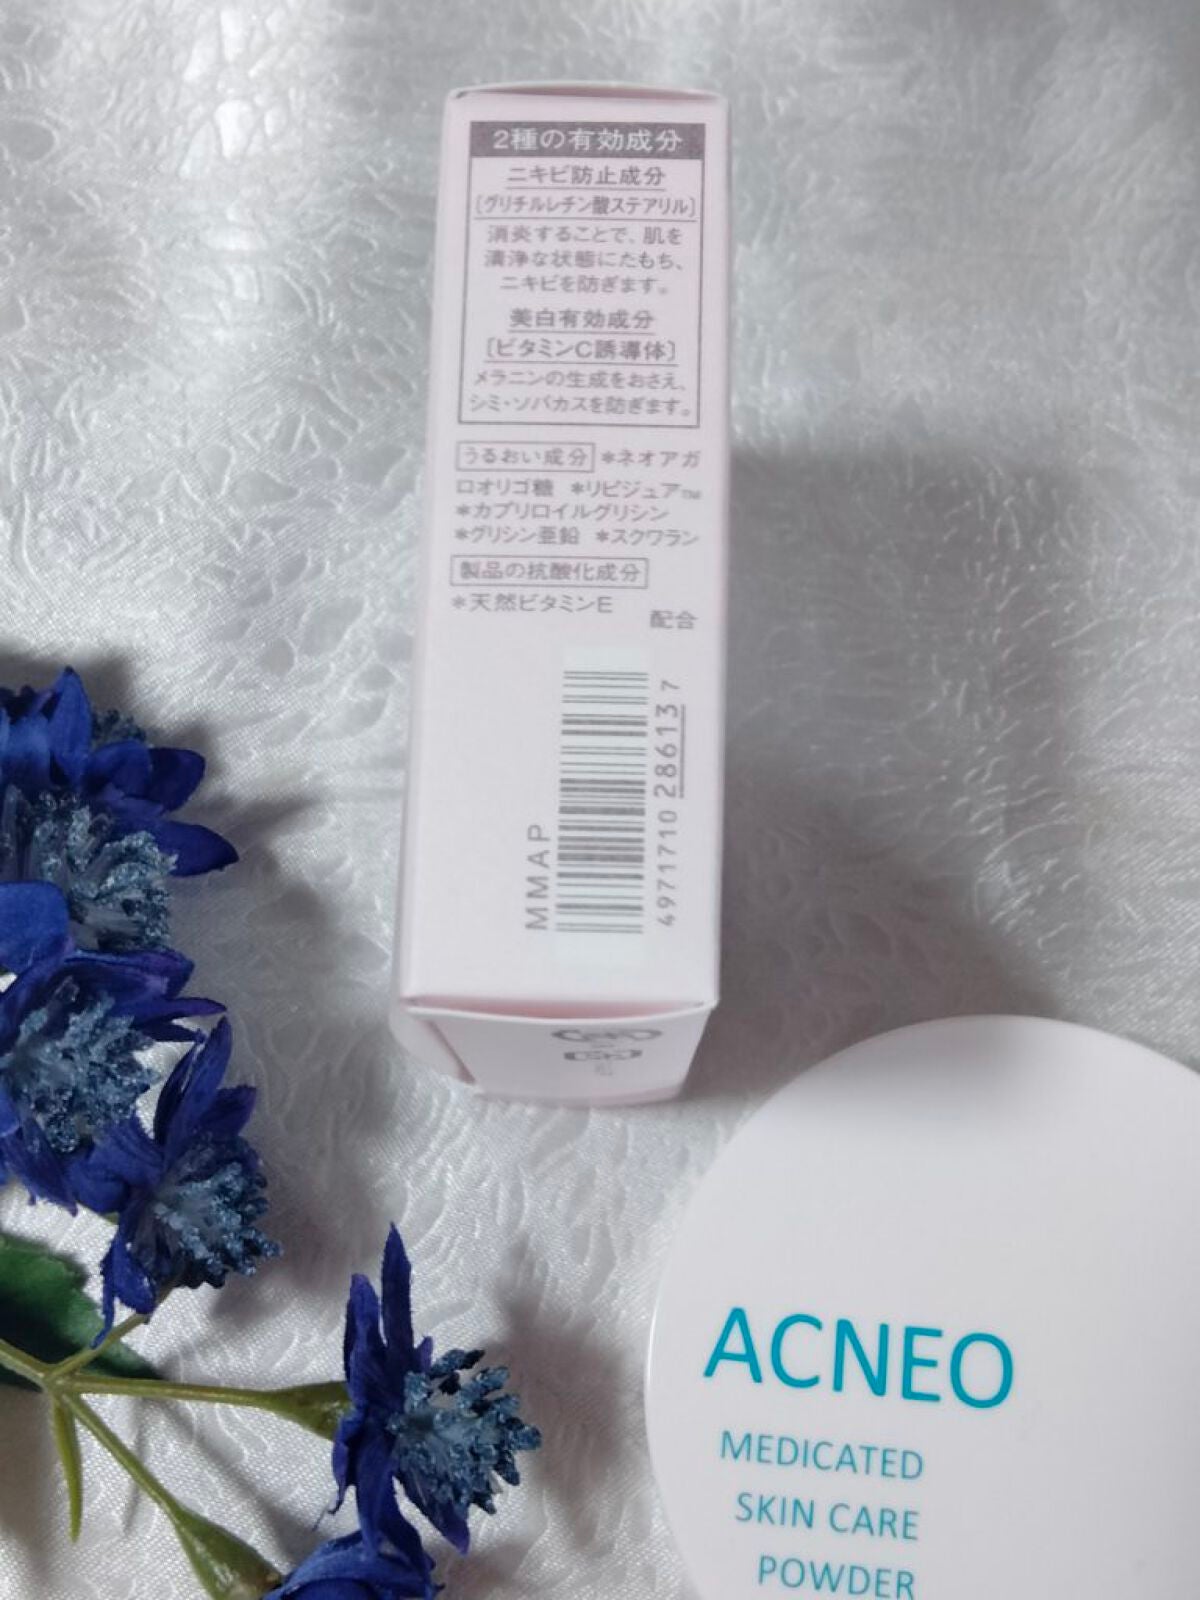 2種の有効成分
ニキビ防止成分
[グリチルレチン酸ステアリル]
消炎することで、肌を
清浄な状態にたもち、
ニキビを防ぎます。
美白有効成分
[ビタミンC誘導体]
メラニンの生成をおさえ、
シミ・ソバカスを防ぎます。
うるおい成分 *ネオアガ
ロオリゴ糖 *リピジュア™
*カプリロイルグリシン
*グリシン亜鉛 *スクワラン
製品の抗酸化成分
*天然ビタミンE
配合
MMAP
4971710 286137
ACNEO
MEDICATED
SKIN CARE
POWDER